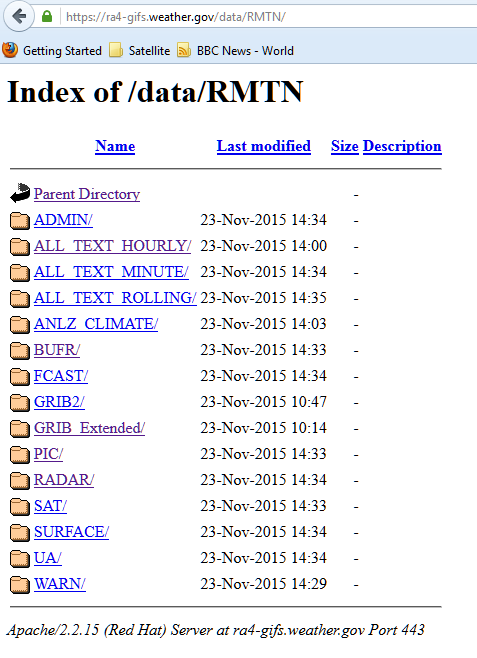 https://ra4-gifs.weather.gov/data/RMTN/
Getting Started Satellite BBC News - World
Index of /data/RMTN
Name Last modified Size Description
Parent Directory -
ADMIN/ 23-Nov-2015 14:34 -
ALL_TEXT_HOURLY/ 23-Nov-2015 14:00 -
ALL_TEXT_MINUTE/ 23-Nov-2015 14:34 -
ALL_TEXT_ROLLING/ 23-Nov-2015 14:35 -
ANLZ_CLIMATE/ 23-Nov-2015 14:03 -
BUFR/ 23-Nov-2015 14:33 -
FCAST/ 23-Nov-2015 14:34 -
GRIB2/ 23-Nov-2015 10:47 -
GRIB_Extended/ 23-Nov-2015 10:14 -
PIC/ 23-Nov-2015 14:33 -
RADAR/ 23-Nov-2015 14:34 -
SAT/ 23-Nov-2015 14:33 -
SURFACE/ 23-Nov-2015 14:34 -
UA/ 23-Nov-2015 14:34 -
WARN/ 23-Nov-2015 14:29 -
Apache/2.2.15 (Red Hat) Server at ra4-gifs.weather.gov Port 443